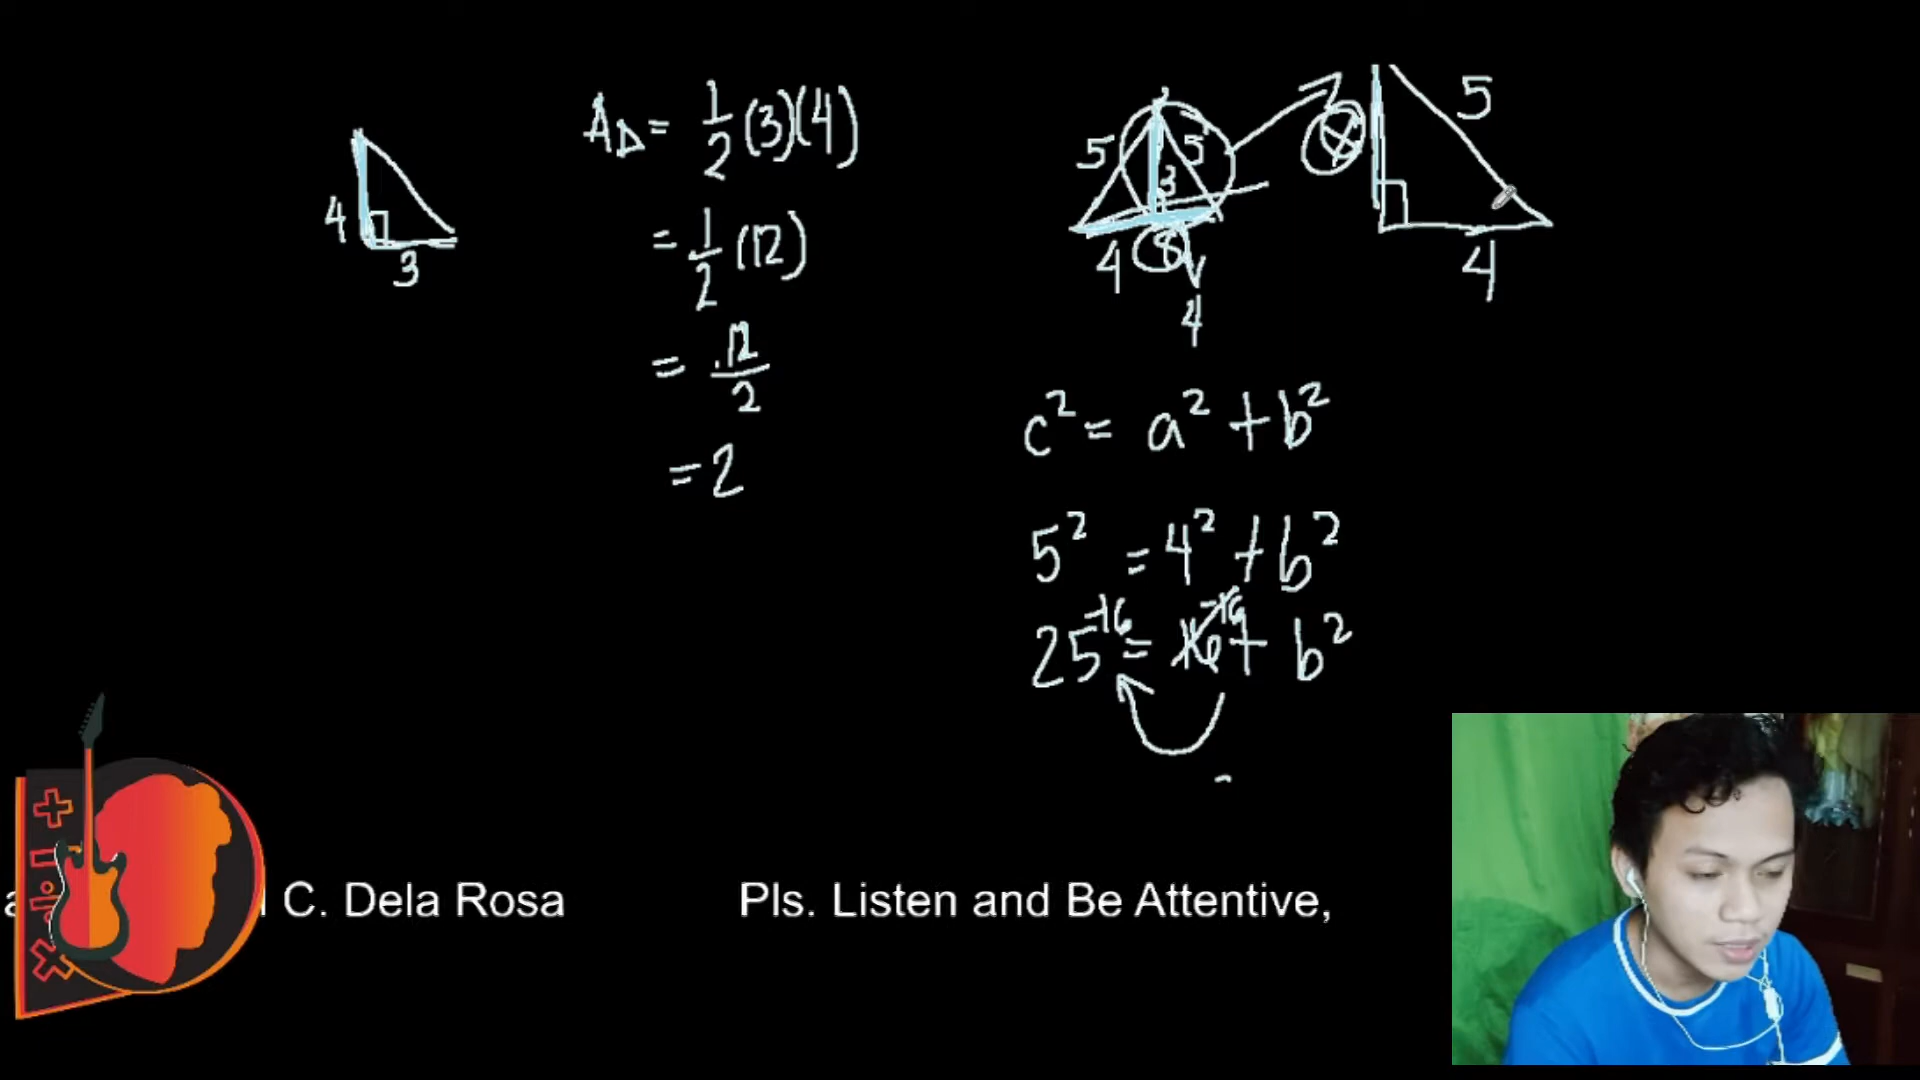 4
3
A△ = 1/2 (3)(4)
= 1/2 (12)
= 12/2
= 2
5 5
3
4 8
4
5
4
c² = a² + b²
5² = 4² + b²
25 -16 = 16 -16 + b²
-
C. Dela Rosa Pls. Listen and Be Attentive,